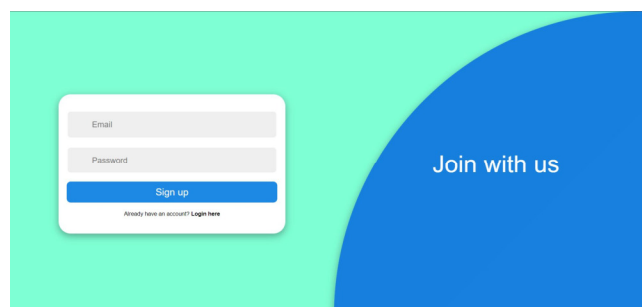 Email
Password
Sign up
Already have an account? Login here
Join with us